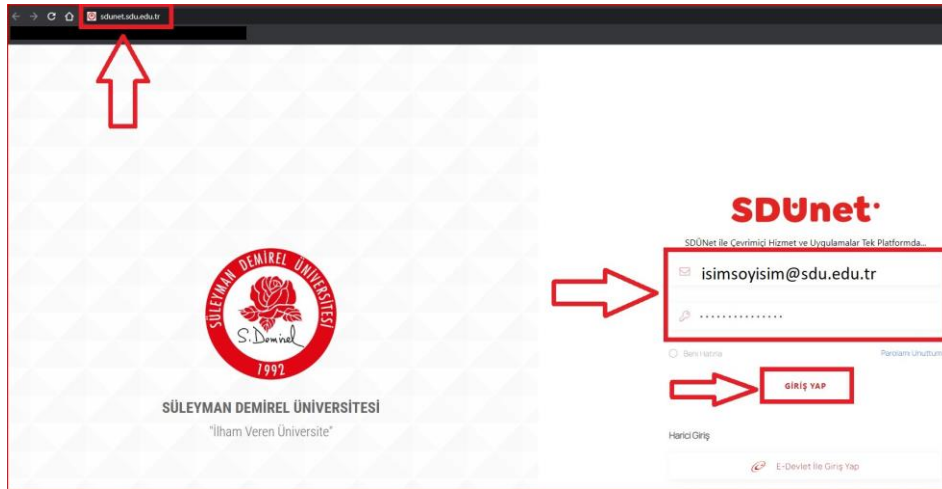 sdunet.sdu.edu.tr
SDÜnet
SDÜNet ile Çevrimiçi Hizmet ve Uygulamalar Tek Platformda...
isimsoyisim@sdu.edu.tr
...............
Beni Hatırla
Parolamı Unuttum
GİRİŞ YAP
Harici Giriş
E-Devlet İle Giriş Yap
SÜLEYMAN DEMİREL ÜNİVERSİTESİ
S. Demirel
1992
SÜLEYMAN DEMİREL ÜNİVERSİTESİ
"İlham Veren Üniversite"